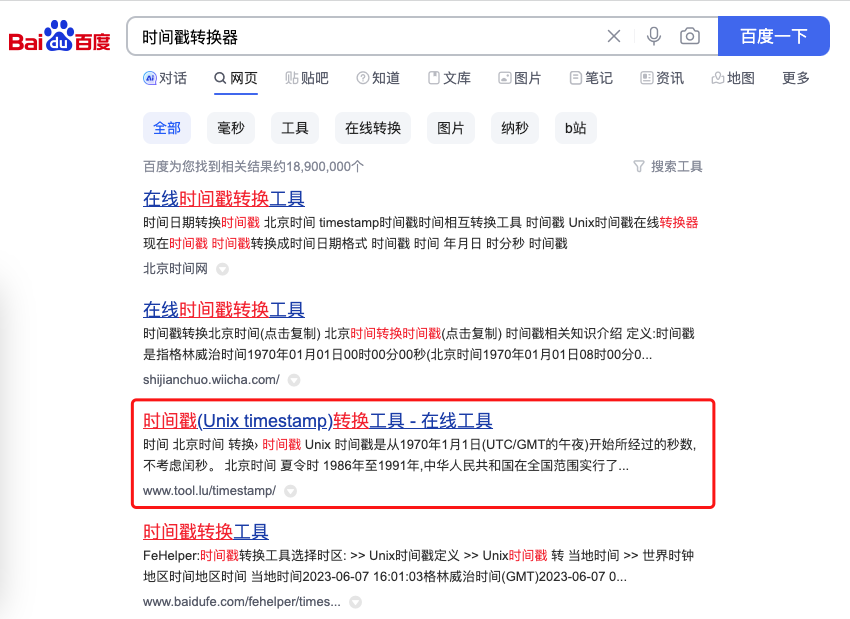 Bai du 百度 时间戳转换器 百度一下
Ai 对话 网页 贴吧 知道 文库 图片 笔记 资讯 地图 更多
全部 毫秒 工具 在线转换 图片 纳秒 b站
百度为您找到相关结果约18,900,000个 搜索工具
在线时间戳转换工具
时间日期转换时间戳 北京时间 timestamp时间戳时间相互转换工具 时间戳 Unix时间戳在线转换器
现在时间戳 时间戳转换成时间日期格式 时间戳 时间 年月日 时分秒 时间戳
北京时间网
在线时间戳转换工具
时间戳转换北京时间(点击复制) 北京时间转换时间戳(点击复制) 时间戳相关知识介绍 定义:时间戳
是指格林威治时间1970年01月01日00时00分00秒(北京时间1970年01月01日08时00分0...
shijianchuo.wiicha.com/
时间戳(Unix timestamp)转换工具 - 在线工具
时间 北京时间 转换› 时间戳 Unix 时间戳是从1970年1月1日(UTC/GMT的午夜)开始所经过的秒数,
不考虑闰秒。 北京时间 夏令时 1986年至1991年,中华人民共和国在全国范围实行了...
www.tool.lu/timestamp/
时间戳转换工具
FeHelper:时间戳转换工具选择时区: >> Unix时间戳定义 >> Unix时间戳 转 当地时间 >> 世界时钟
地区时间地区时间 当地时间2023-06-07 16:01:03格林威治时间(GMT)2023-06-07 0...
www.baidufe.com/fehelper/times...